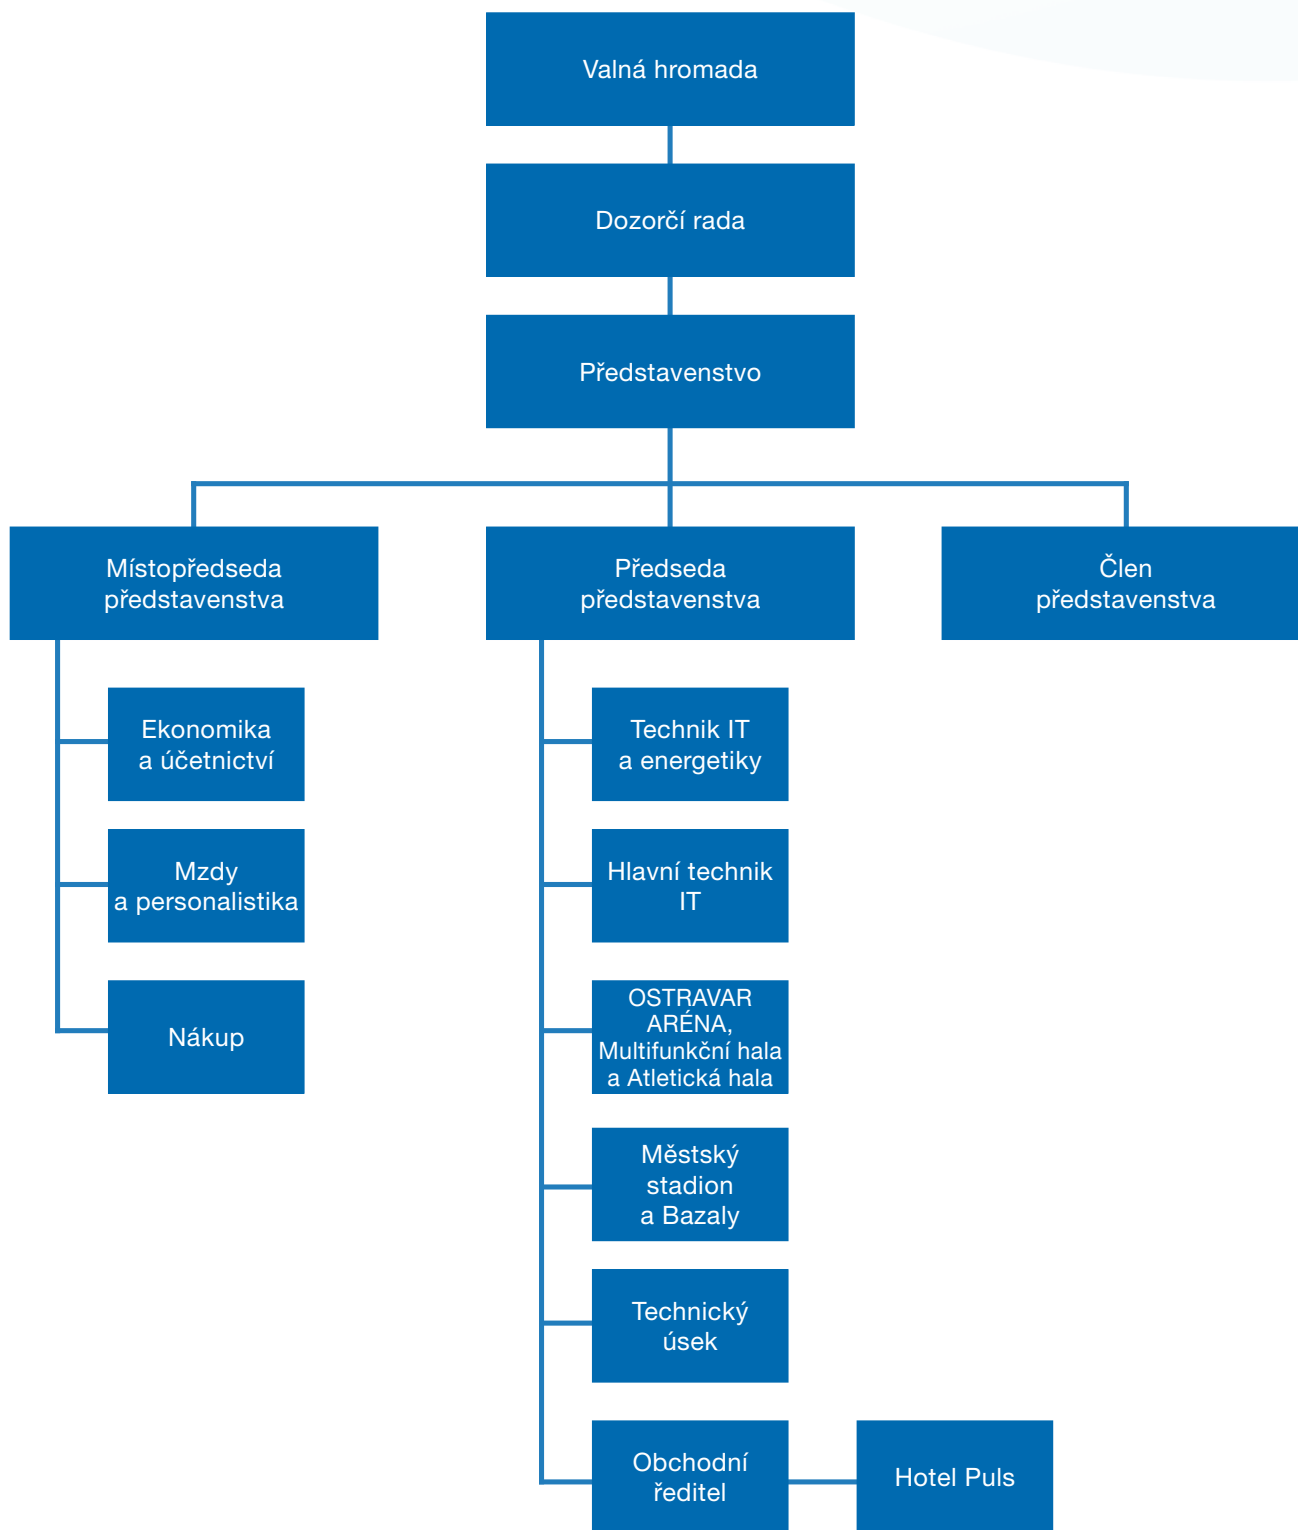 Valná hromada
Dozorčí rada
Představenstvo
Místopředseda
představenstva
Předseda
představenstva
Člen
představenstva
Ekonomika
a účetnictví
Mzdy
a personalistika
Nákup
Technik IT
a energetiky
Hlavní technik
IT
OSTRAVAR
ARÉNA,
Multifunkční hala
a Atletická hala
Městský
stadion
a Bazaly
Technický
úsek
Obchodní
ředitel
Hotel Puls